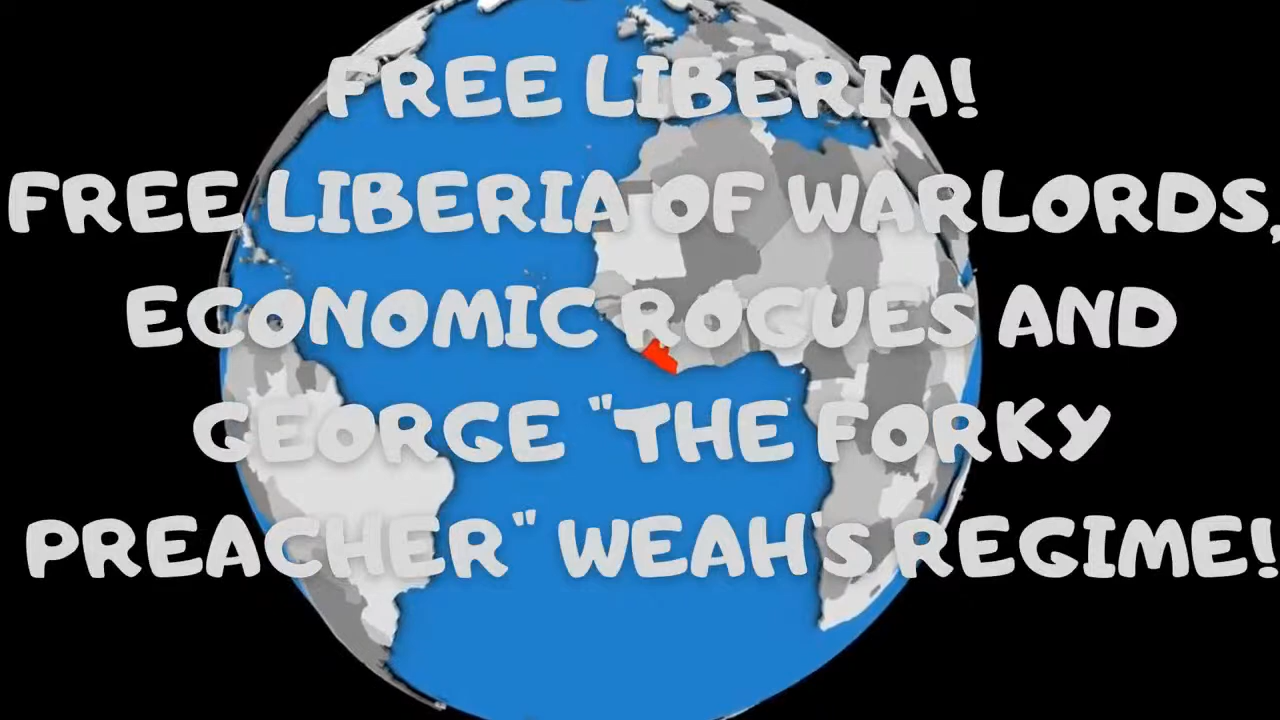 FREE LIBERIA!
FREE LIBERIA OF WARLORDS,
ECONOMIC ROGUES AND
GEORGE "THE FORKY
PREACHER" WEAH'S REGIME!